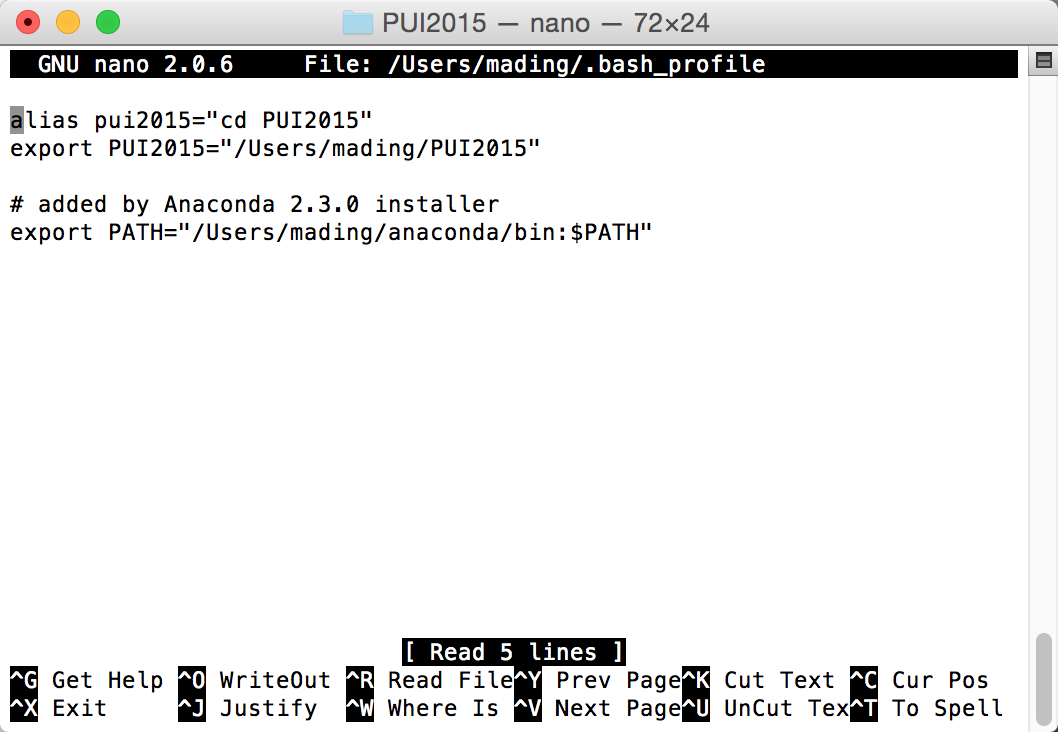 PUI2015 — nano — 72×24
GNU nano 2.0.6 File: /Users/mading/.bash_profile
alias pui2015="cd PUI2015"
export PUI2015="/Users/mading/PUI2015"
# added by Anaconda 2.3.0 installer
export PATH="/Users/mading/anaconda/bin:$PATH"
[ Read 5 lines ]
^G Get Help ^O WriteOut ^R Read File^Y Prev Page^K Cut Text ^C Cur Pos
^X Exit ^J Justify ^W Where Is ^V Next Page^U UnCut Tex^T To Spell